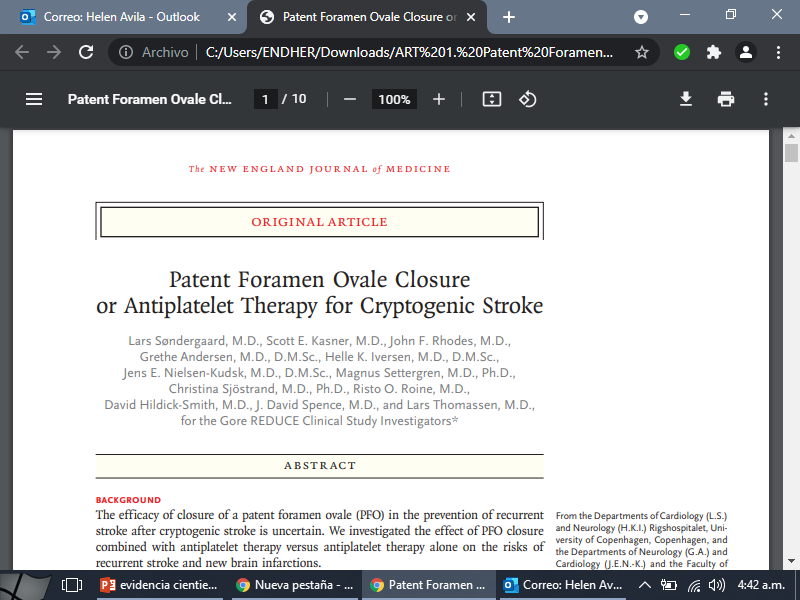 Correo: Helen Avila - Outlook
Patent Foramen Ovale Closure or
Archivo
C:/Users/ENDHER/Downloads/ART%201.%20Patent%20Foramen...
Patent Foramen Ovale Cl...
1 / 10
100%
The NEW ENGLAND JOURNAL of MEDICINE
ORIGINAL ARTICLE
Patent Foramen Ovale Closure
or Antiplatelet Therapy for Cryptogenic Stroke
Lars Søndergaard, M.D., Scott E. Kasner, M.D., John F. Rhodes, M.D.,
Grethe Andersen, M.D., D.M.Sc., Helle K. Iversen, M.D., D.M.Sc.,
Jens E. Nielsen-Kudsk, M.D., D.M.Sc., Magnus Settergren, M.D., Ph.D.,
Christina Sjöstrand, M.D., Ph.D., Risto O. Roine, M.D.,
David Hildick-Smith, M.D., J. David Spence, M.D., and Lars Thomassen, M.D.,
for the Gore REDUCE Clinical Study Investigators*
ABSTRACT
BACKGROUND
The efficacy of closure of a patent foramen ovale (PFO) in the prevention of recurrent
stroke after cryptogenic stroke is uncertain. We investigated the effect of PFO closure
combined with antiplatelet therapy versus antiplatelet therapy alone on the risks of
recurrent stroke and new brain infarctions.
From the Departments of Cardiology (L.S.)
and Neurology (H.K.I.) Rigshospitalet, Uni-
versity of Copenhagen, Copenhagen, and
the Departments of Neurology (G.A.) and
Cardiology (J.E.N.-K.) and the Faculty of
evidencia cientie...
Nueva pestaña - ...
Patent Foramen ...
Correo: Helen Av...
4:42 a.m.